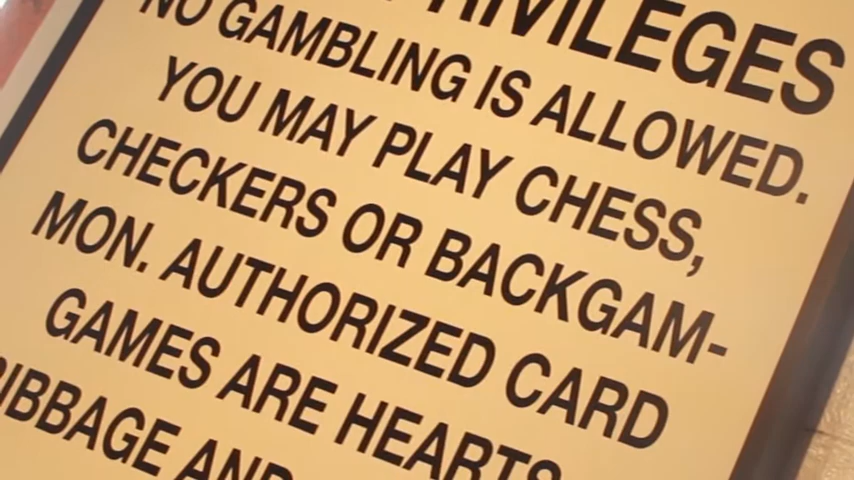 PRIVILEGES
NO GAMBLING IS ALLOWED.
YOU MAY PLAY CHESS,
CHECKERS OR BACKGAM-
MON. AUTHORIZED CARD
GAMES ARE HEARTS
RIBBAGE AND